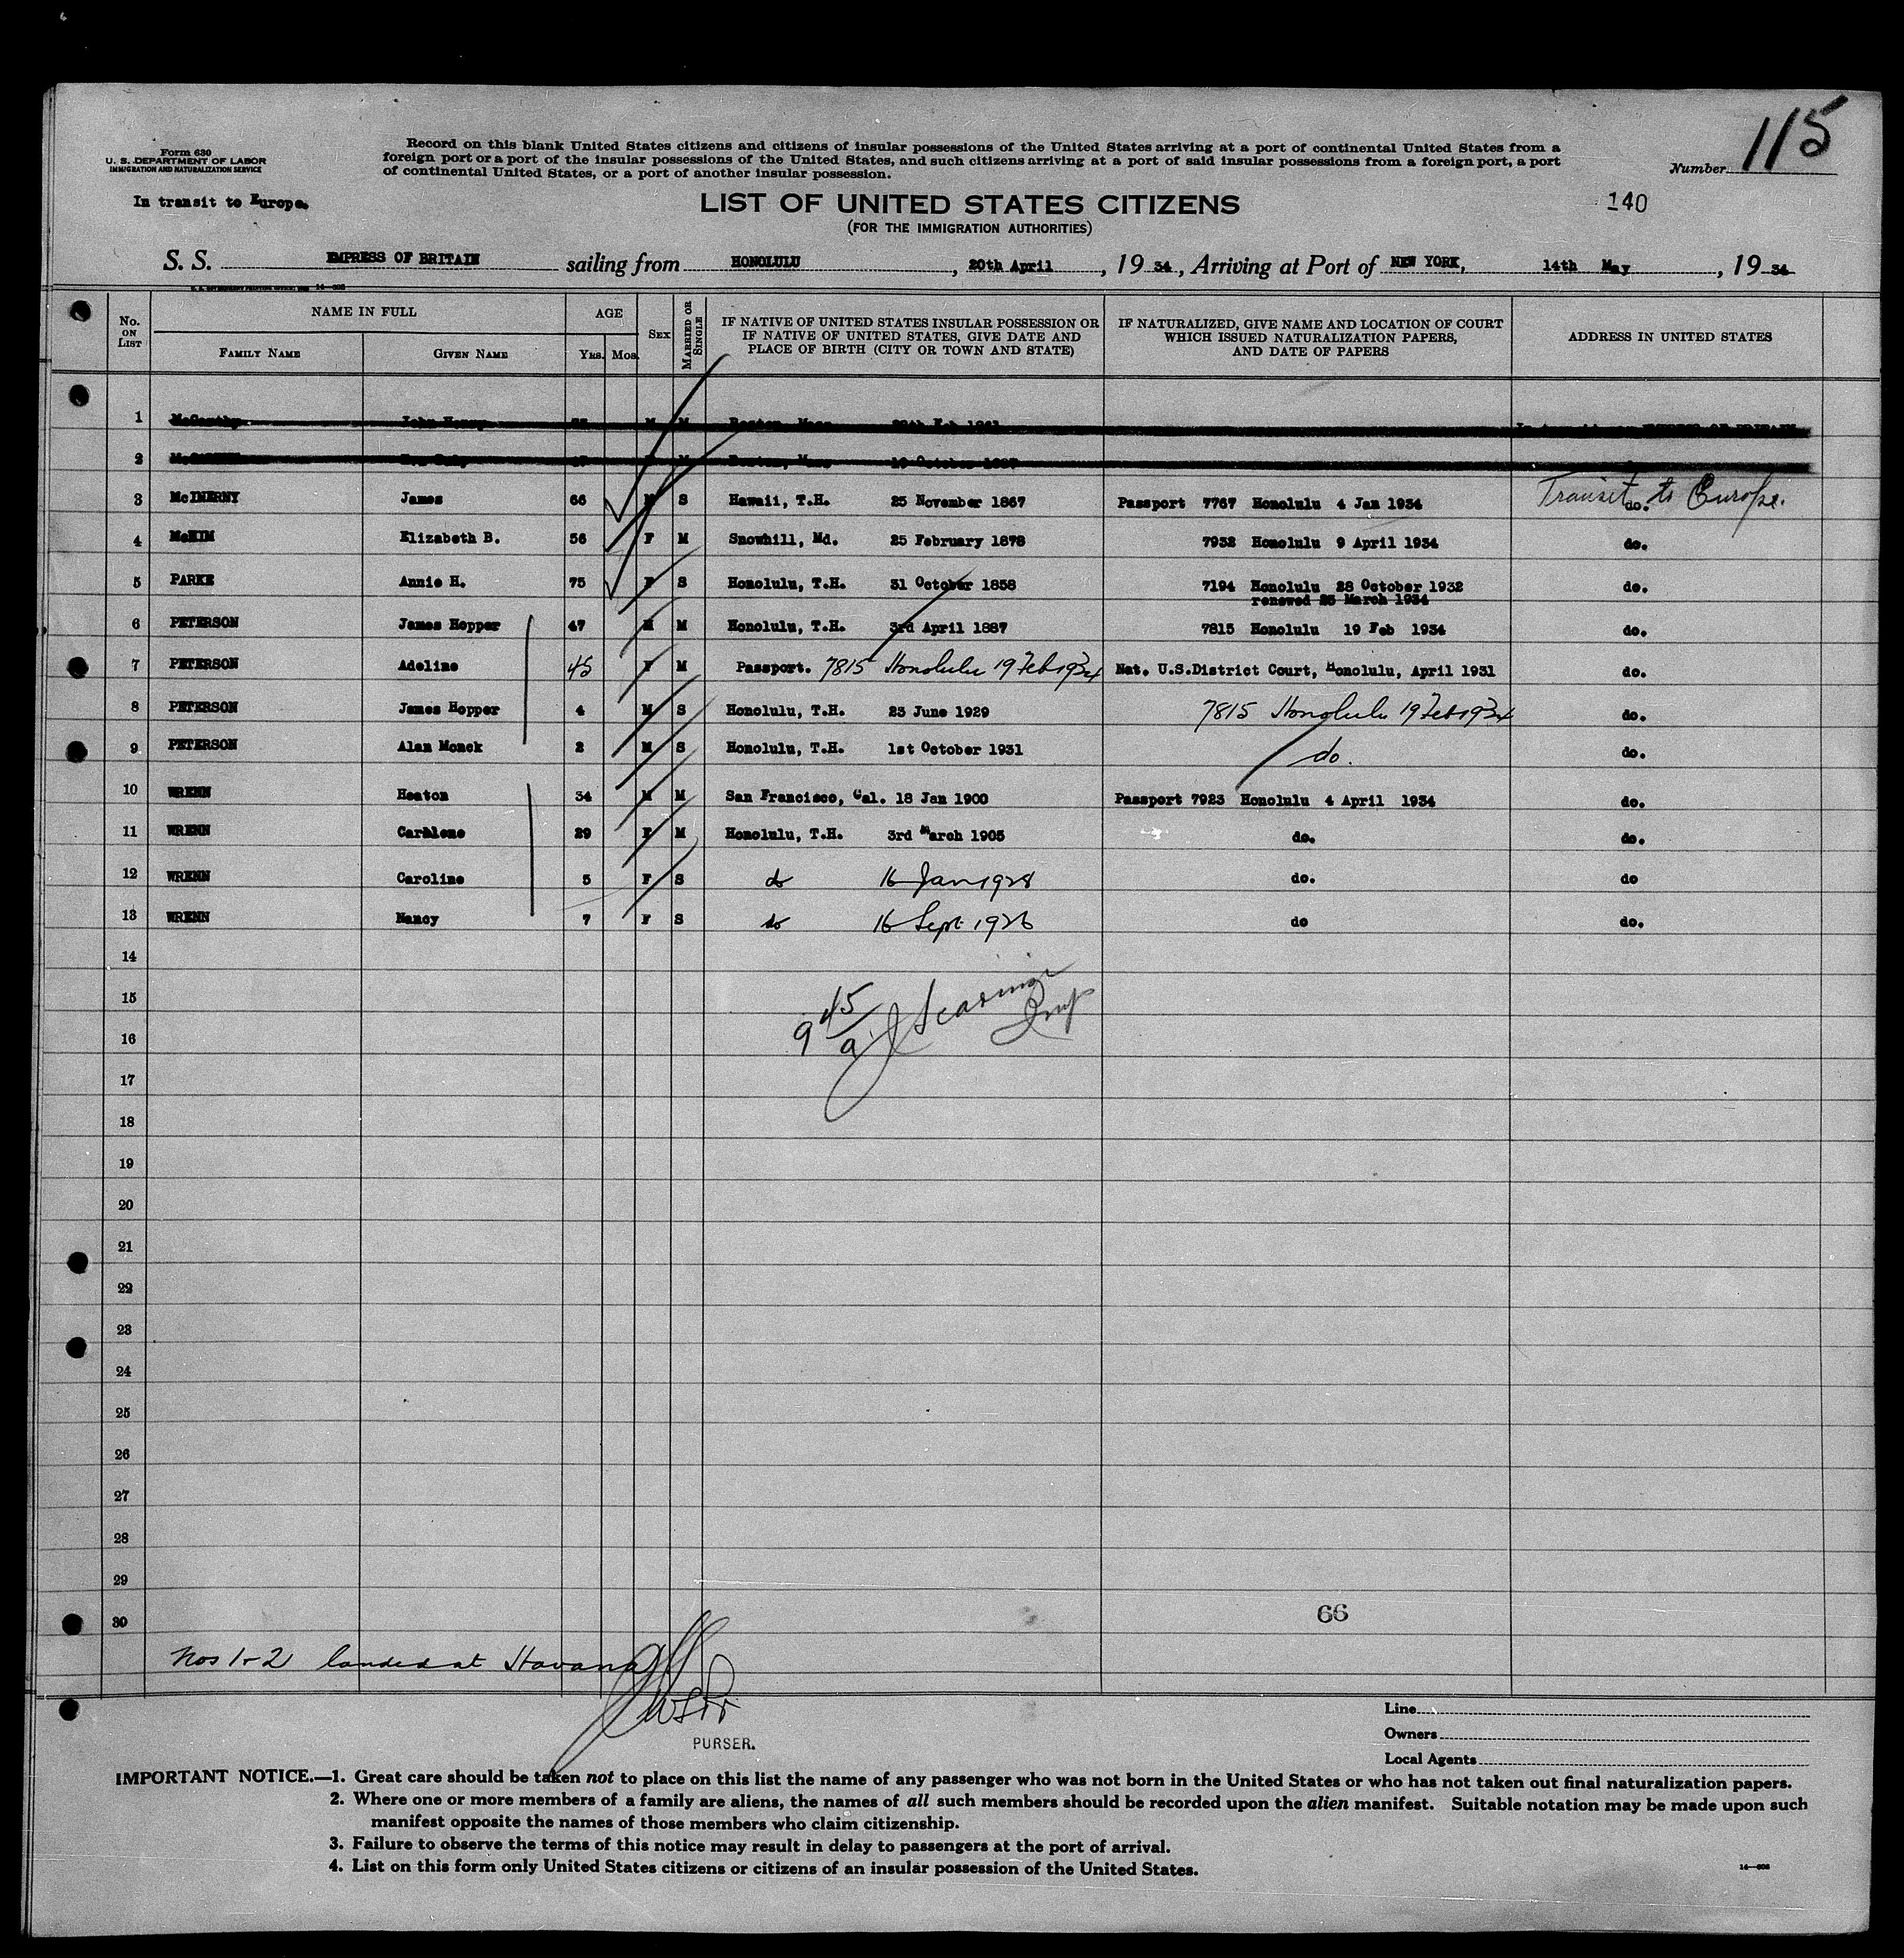 115
Form 630
U. S. DEPARTMENT OF LABOR
IMMIGRATION AND NATURALIZATION SERVICE
Record on this blank United States citizens and citizens of insular possessions of the United States arriving at a port of continental United States from a
foreign port or a port of the insular possessions of the United States, and such citizens arriving at a port of said insular possessions from a foreign port, a port
of continental United States, or a port of another insular possession.
Number
In transit to Europe.
LIST OF UNITED STATES CITIZENS
140
(FOR THE IMMIGRATION AUTHORITIES)
S. S. EMPRESS OF BRITAIN sailing from HONOLULU, 20th April, 19 34, Arriving at Port of NEW YORK, 14th May, 19 34
No. ON LIST
NAME IN FULL
FAMILY NAME GIVEN NAME
AGE
Yrs. Mos.
SEX
MARRIED OR SINGLE
IF NATIVE OF UNITED STATES INSULAR POSSESSION OR
IF NATIVE OF UNITED STATES, GIVE DATE AND
PLACE OF BIRTH (CITY OR TOWN AND STATE)
IF NATURALIZED, GIVE NAME AND LOCATION OF COURT
WHICH ISSUED NATURALIZATION PAPERS,
AND DATE OF PAPERS
ADDRESS IN UNITED STATES
1 McCarthy John Henry M M Boston, Mass
2 M Boston, Mass
3 McINERNY James 66 M S Hawaii, T.H. 25 November 1867 Passport 7767 Honolulu 4 Jan 1934 do. Transit to Europe.
4 McKIM Elizabeth B. 56 F M Snowhill, Md. 25 February 1878 7932 Honolulu 9 April 1934 do.
5 PARKE Annie H. 75 F S Honolulu, T.H. 31 October 1858 7194 Honolulu 28 October 1932 do.
renewed 25 March 1934
6 PETERSON James Hopper 47 M M Honolulu, T.H. 3rd April 1887 7815 Honolulu 19 Feb 1934 do.
7 PETERSON Adeline 45 F M Passport. 7815 Honolulu 19 Feb 1934 Nat. U.S.District Court, Honolulu, April 1931 do.
8 PETERSON James Hopper 4 M S Honolulu, T.H. 23 June 1929 7815 Honolulu 19 Feb 1934 do.
9 PETERSON Alan Monck 2 M S Honolulu, T.H. 1st October 1931 do. do.
10 WRENN Heaton 34 M M San Francisco, Cal. 18 Jan 1900 Passport 7923 Honolulu 4 April 1934 do.
11 WRENN Carolene 29 F M Honolulu, T.H. 3rd March 1905 do. do.
12 WRENN Caroline 5 F S do 16 Jan 1928 do. do
13 WRENN Nancy 7 F S do 16 Sept 1926 do do.
14
15
9 45/a
16
17
18
19
20
21
22
23
24
25
26
27
28
29
30
66
Nos 1-2 landed at Havana
PURSER.
Line
Owners
Local Agents
IMPORTANT NOTICE.—1. Great care should be taken not to place on this list the name of any passenger who was not born in the United States or who has not taken out final naturalization papers.
2. Where one or more members of a family are aliens, the names of all such members should be recorded upon the alien manifest. Suitable notation may be made upon such
manifest opposite the names of those members who claim citizenship.
3. Failure to observe the terms of this notice may result in delay to passengers at the port of arrival.
4. List on this form only United States citizens or citizens of an insular possession of the United States.